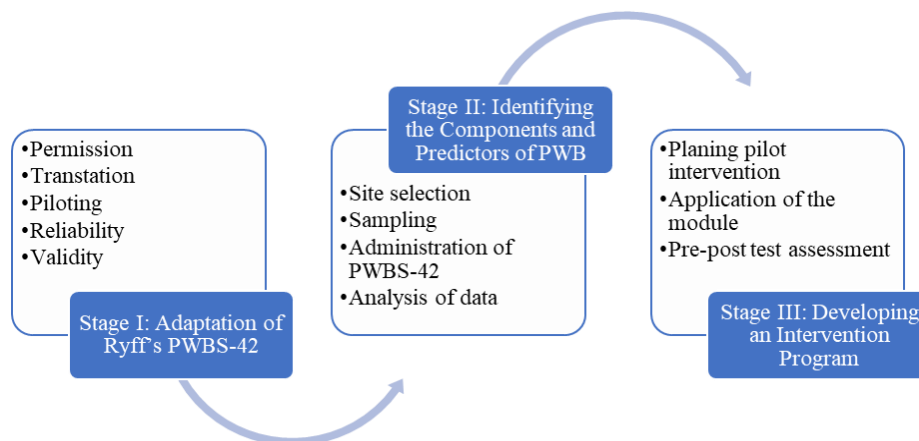 •Permission
•Transtation
•Piloting
•Reliability
•Validity
Stage I: Adaptation of
Ryff's PWBS-42
Stage II: Identifying
the Components and
Predictors of PWB
•Site selection
•Sampling
•Administration of
PWBS-42
•Analysis of data
•Planing pilot
intervention
•Application of the
module
•Pre-post test assessment
Stage III: Developing
an Intervention
Program